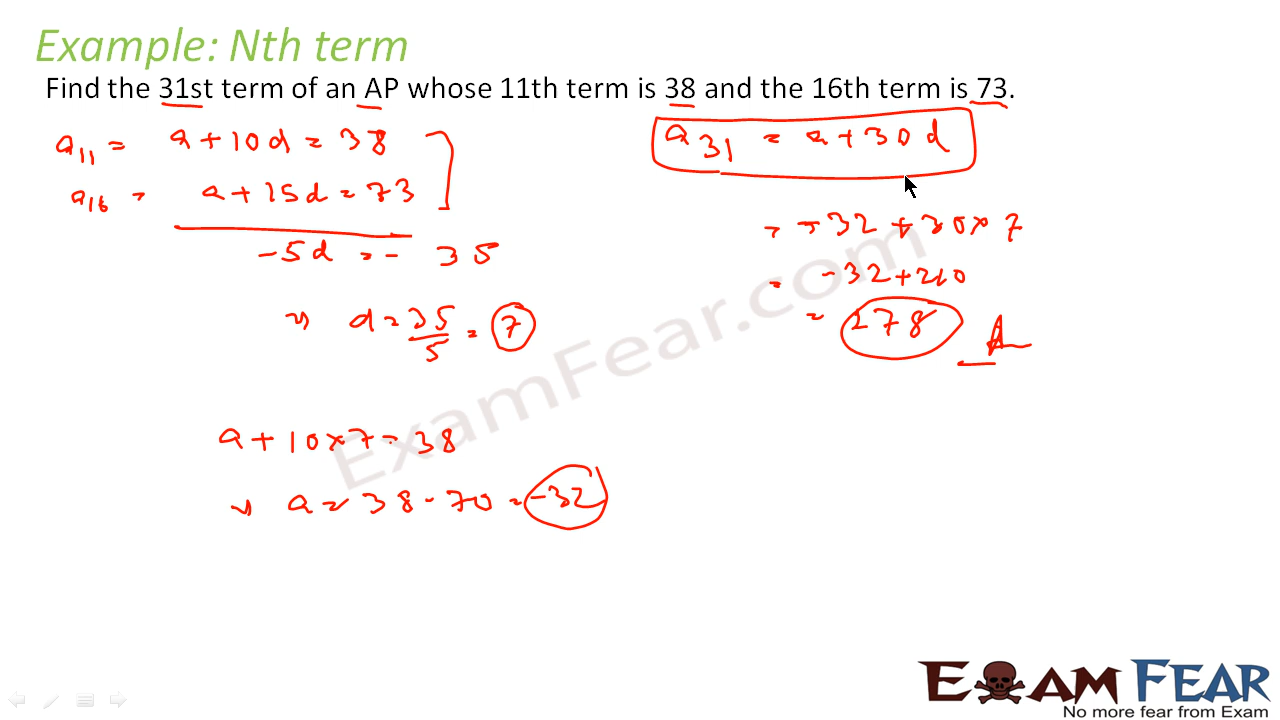 Example: Nth term
Find the 31st term of an AP whose 11th term is 38 and the 16th term is 73.
a11 = a + 10d = 38
a16 = a + 15d = 73
-5d = - 35
⇒ d = 35/5 = 7
a + 10 × 7 = 38
⇒ a = 38 - 70 = -32
a31 = a + 30d
= -32 + 30 × 7
= -32 + 210
= 178 A
ExamFear.com
EXAM FEAR
No more fear from Exam